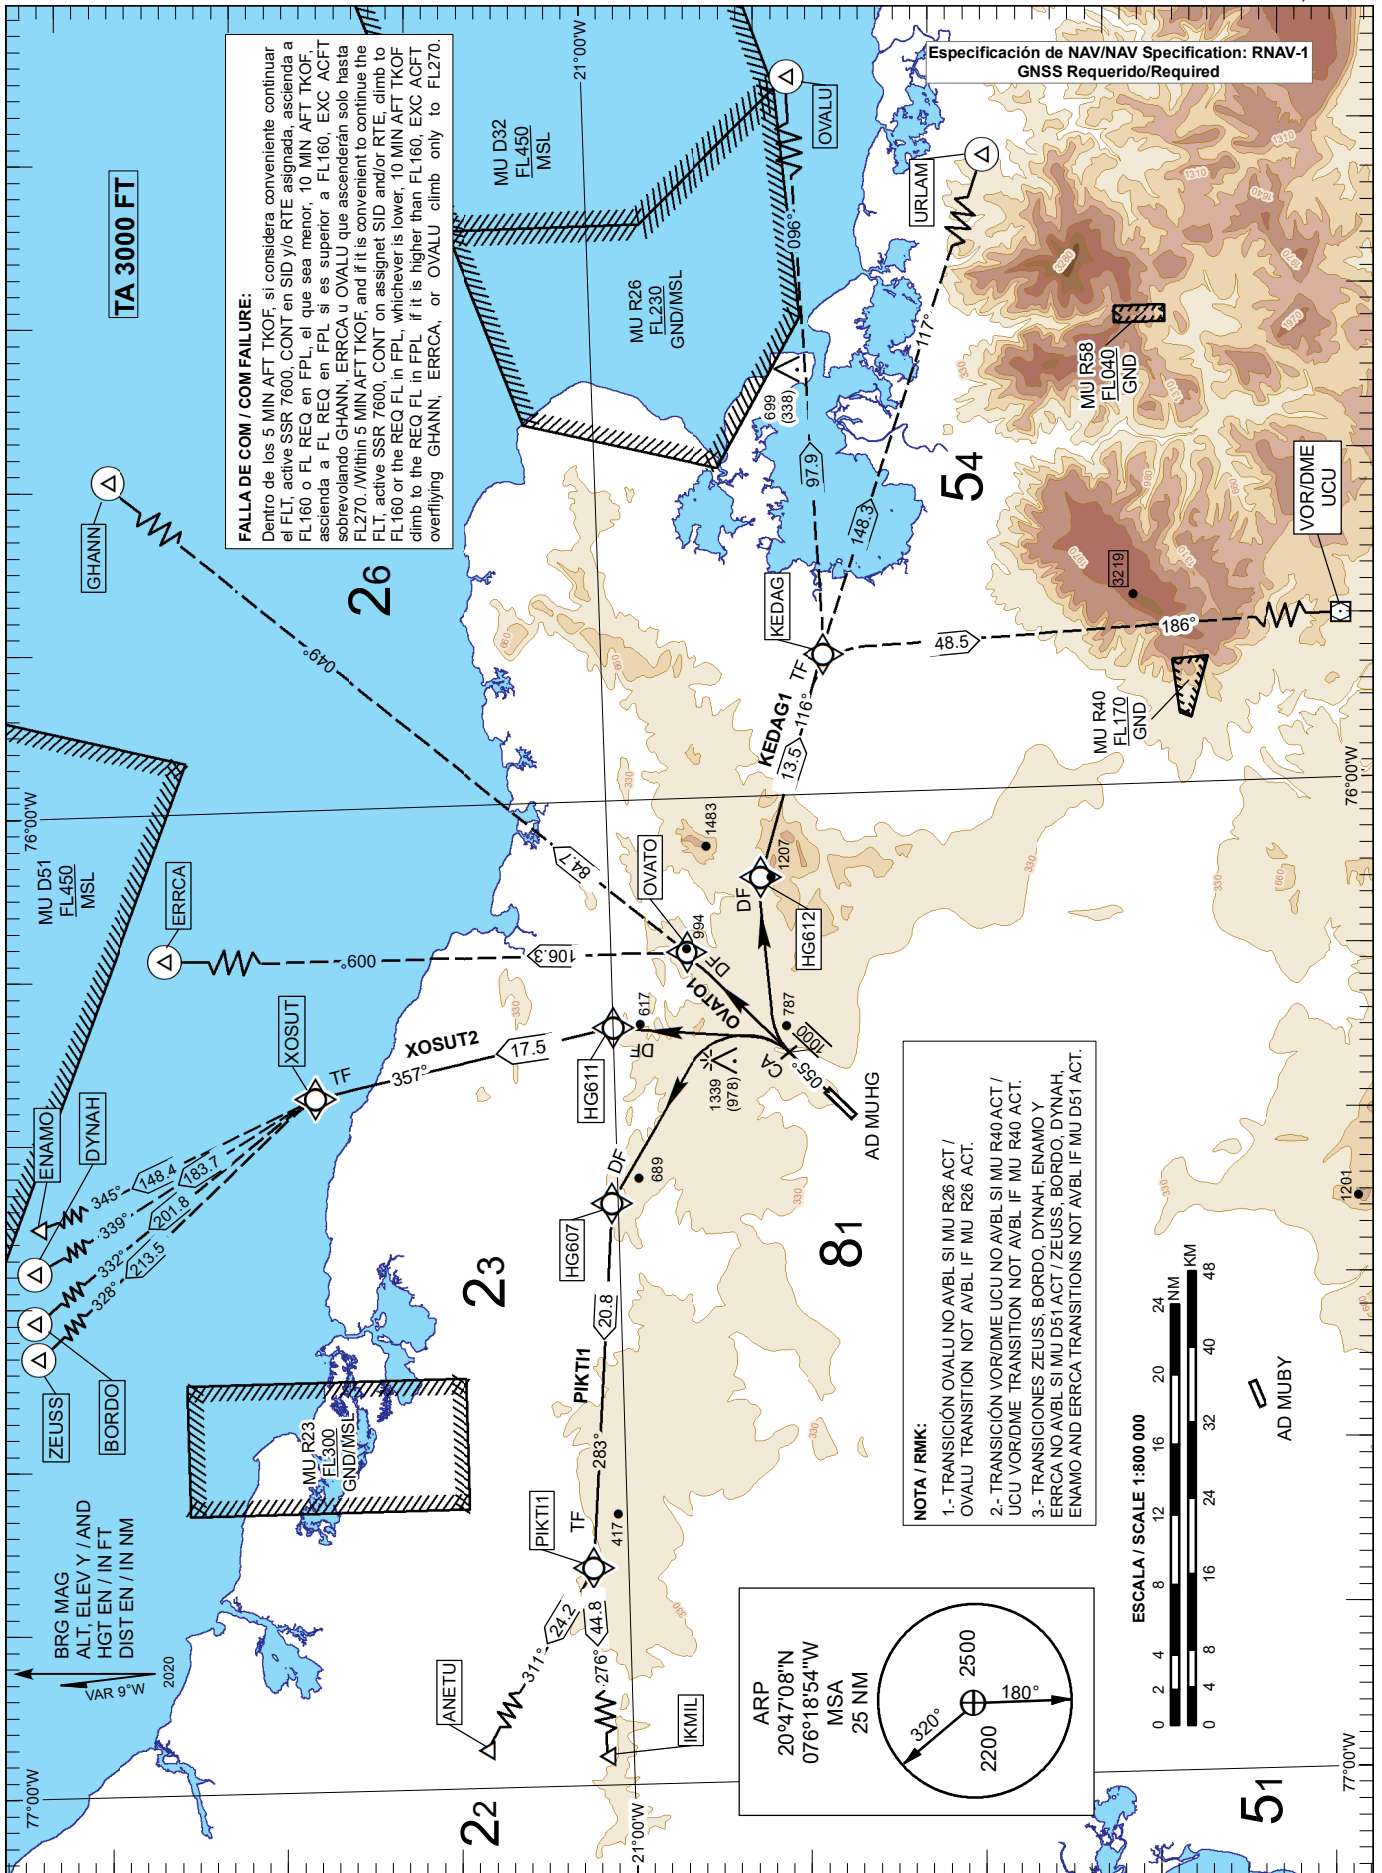 Especificación de NAV/NAV Specification: RNAV-1
GNSS Requerido/Required
TA 3000 FT
FALLA DE COM / COM FAILURE:
Dentro de los 5 MIN AFT TKOF, si considera conveniente continuar
el FLT, active SSR 7600, CONT en SID y/o RTE asignada, ascienda a
FL160 o FL REQ en FPL, el que sea menor, 10 MIN AFT TKOF,
ascienda a FL REQ en FPL si es superior a FL160, EXC ACFT
sobrevolando GHANN, ERRCA u OVALU que ascenderán solo hasta
FL270. /Within 5 MIN AFT TKOF, and if it is convenient to continue the
FLT, active SSR 7600, CONT on assignet SID and/or RTE, climb to
FL160 or the REQ FL in FPL, whichever is lower, 10 MIN AFT TKOF
climb to the REQ FL in FPL if it is higher than FL160, EXC ACFT
overfliying GHANN, ERRCA, or OVALU climb only to FL270.
BRG MAG
ALT, ELEV Y / AND
HGT EN / IN FT
DIST EN / IN NM
VAR 9°W
2020
77°00'W
76°00'W
21°00'W
MU D51
FL450
MSL
MU D32
FL450
MSL
MU R26
FL230
GND/MSL
MU R23
FL300
GND/MSL
MU R58
FL040
GND
MU R40
FL170
GND
ZEUSS
BORDO
ENAMO
DYNAH
XOSUT
ERRCA
GHANN
OVALU
URLAM
345°
148.4
339°
183.7
332°
201.8
328°
213.5
TF
357°
XOSUT2
17.5
HG611
DF
617
009°
106.3
049°
84.7
OVATO
994
DF
OVATO1
1483
1207
HG612
DF
KEDAG1
13.5
116°
TF
KEDAG
096°
97.9
117°
148.3
48.5
186°
VOR/DME
UCU
699
(338)
3219
3280
1339
(978)
787
1000
CA
055°
AD MUHG
DF
689
HG607
20.8
PIKTI1
283°
417
TF
PIKTI1
24.2
311°
44.8
276°
ANETU
IKMIL
22
23
26
81
54
51
21°00'W
76°00'W
77°00'W
1201
AD MUBY
330
660
980
1310
1970
ARP
20°47'08"N
076°18'54"W
MSA
25 NM
320°
180°
2500
2200
NOTA / RMK:
1.- TRANSICIÓN OVALU NO AVBL SI MU R26 ACT /
OVALU TRANSITION NOT AVBL IF MU R26 ACT.
2.- TRANSICIÓN VOR/DME UCU NO AVBL SI MU R40 ACT /
UCU VOR/DME TRANSITION NOT AVBL IF MU R40 ACT.
3.- TRANSICIONES ZEUSS, BORDO, DYNAH, ENAMO Y
ERRCA NO AVBL SI MU D51 ACT / ZEUSS, BORDO, DYNAH,
ENAMO AND ERRCA TRANSITIONS NOT AVBL IF MU D51 ACT.
ESCALA / SCALE 1:800 000
0 2 4 8 12 16 20 24 NM
0 4 8 16 24 32 40 48 KM